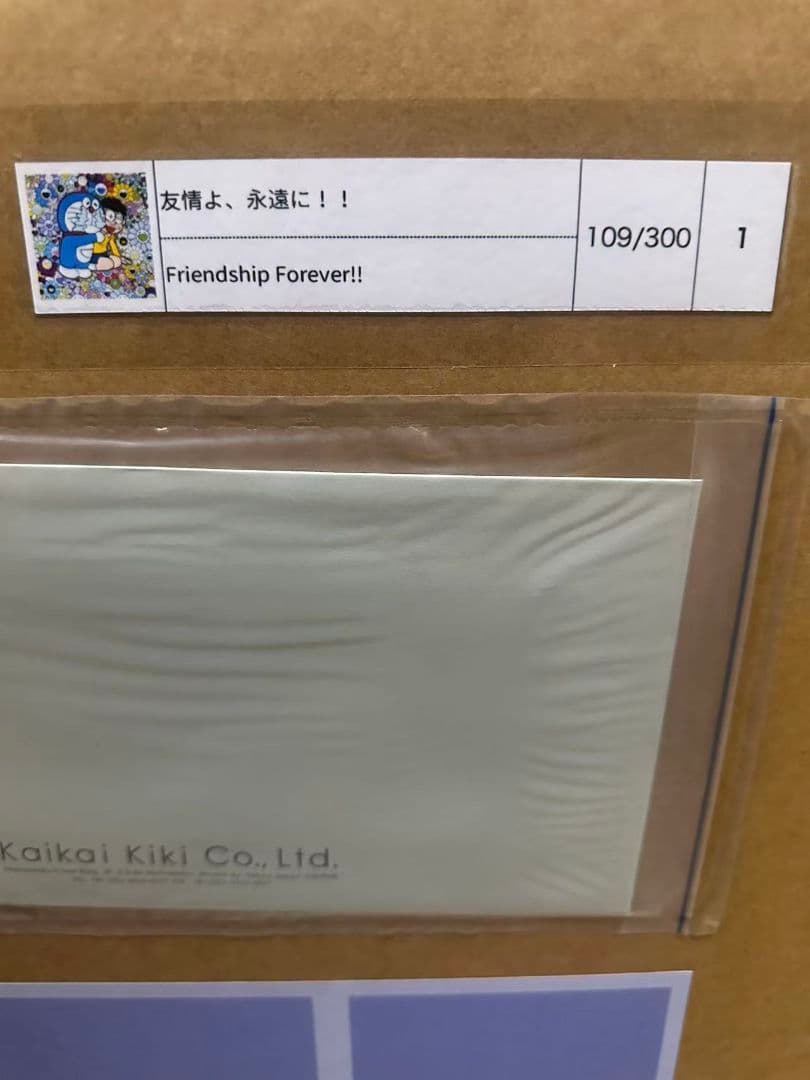 友情よ、永遠に！！
Friendship Forever!!
109/300
1
Kaikai Kiki Co., Ltd.